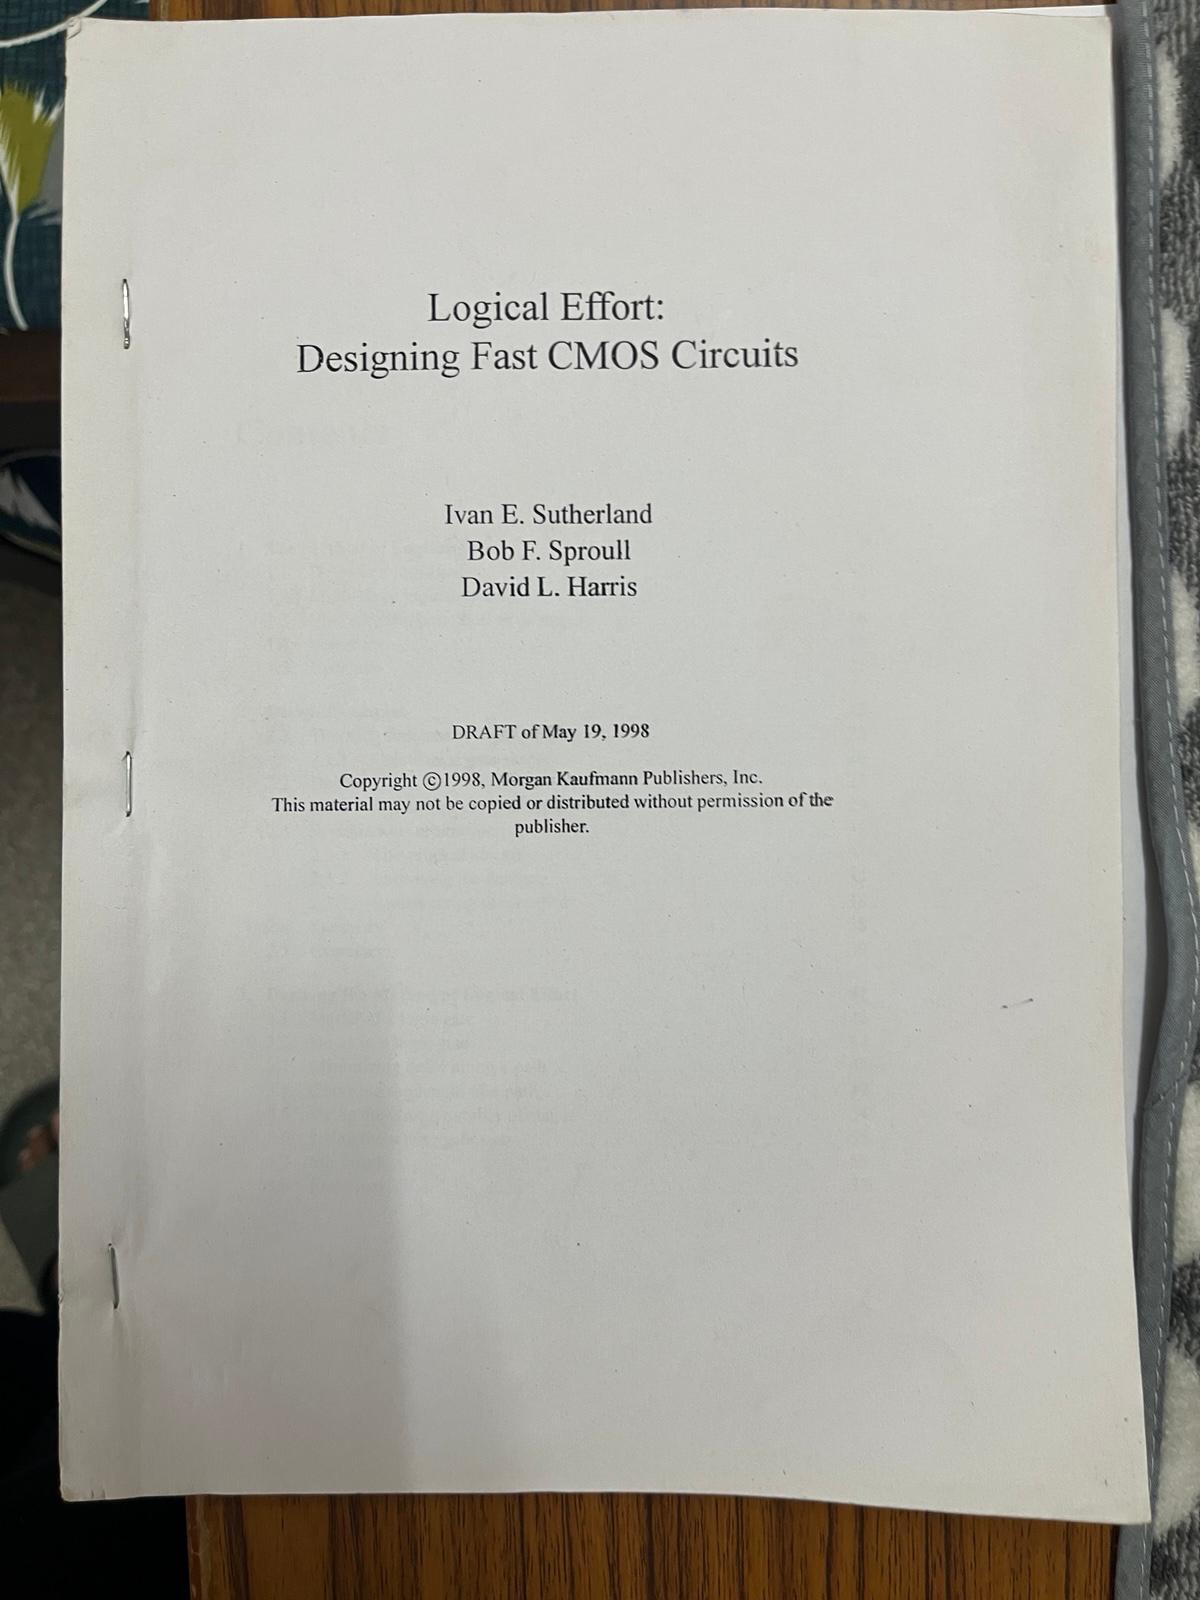 Logical Effort:
Designing Fast CMOS Circuits
Ivan E. Sutherland
Bob F. Sproull
David L. Harris
DRAFT of May 19, 1998
Copyright ©1998, Morgan Kaufmann Publishers, Inc.
This material may not be copied or distributed without permission of the
publisher.